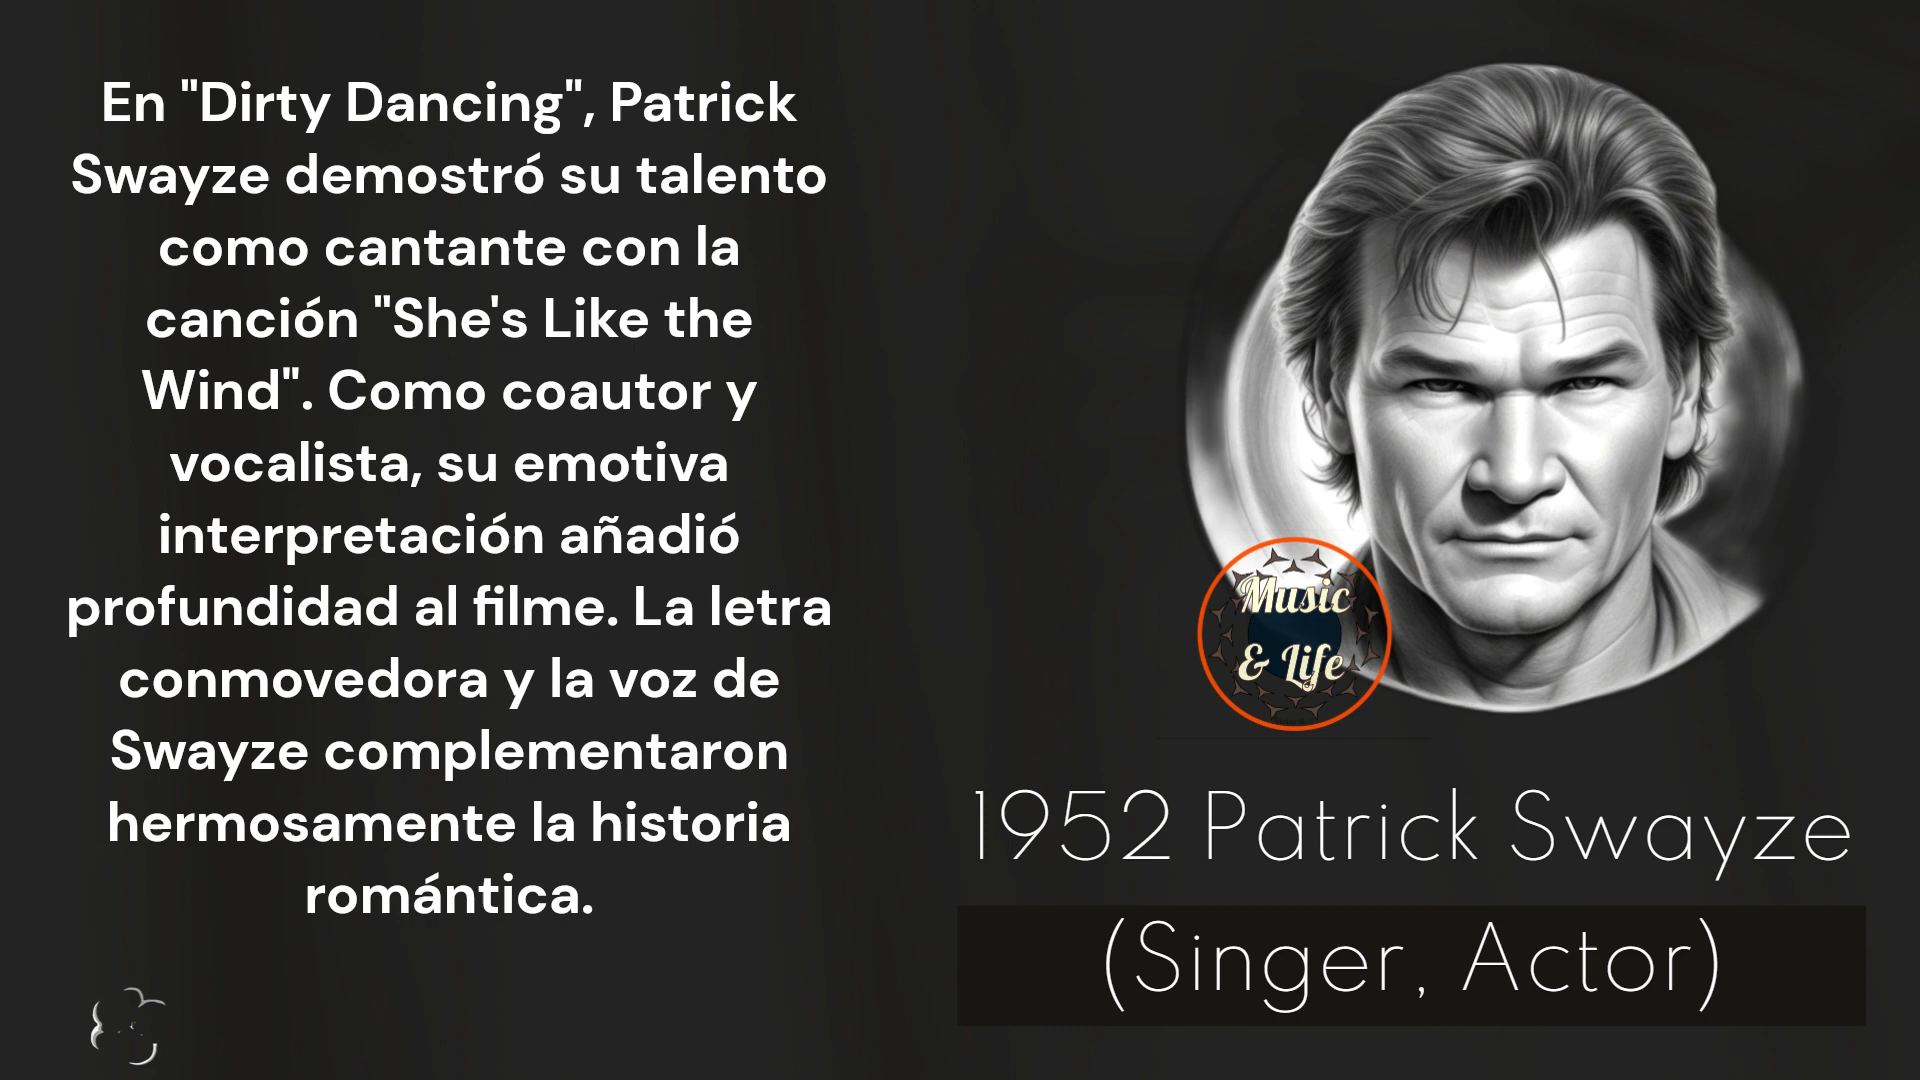 En "Dirty Dancing", Patrick
Swayze demostró su talento
como cantante con la
canción "She's Like the
Wind". Como coautor y
vocalista, su emotiva
interpretación añadió
profundidad al filme. La letra
conmovedora y la voz de
Swayze complementaron
hermosamente la historia
romántica.
Music
& Life
1952 Patrick Swayze
(Singer, Actor)